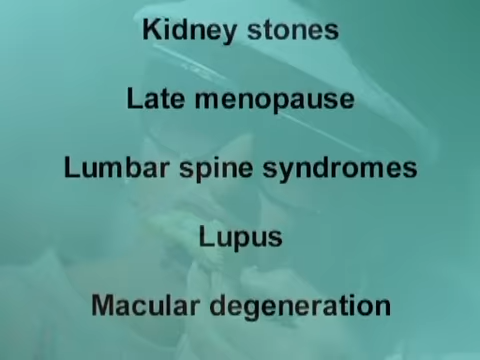 Kidney stones
Late menopause
Lumbar spine syndromes
Lupus
Macular degeneration